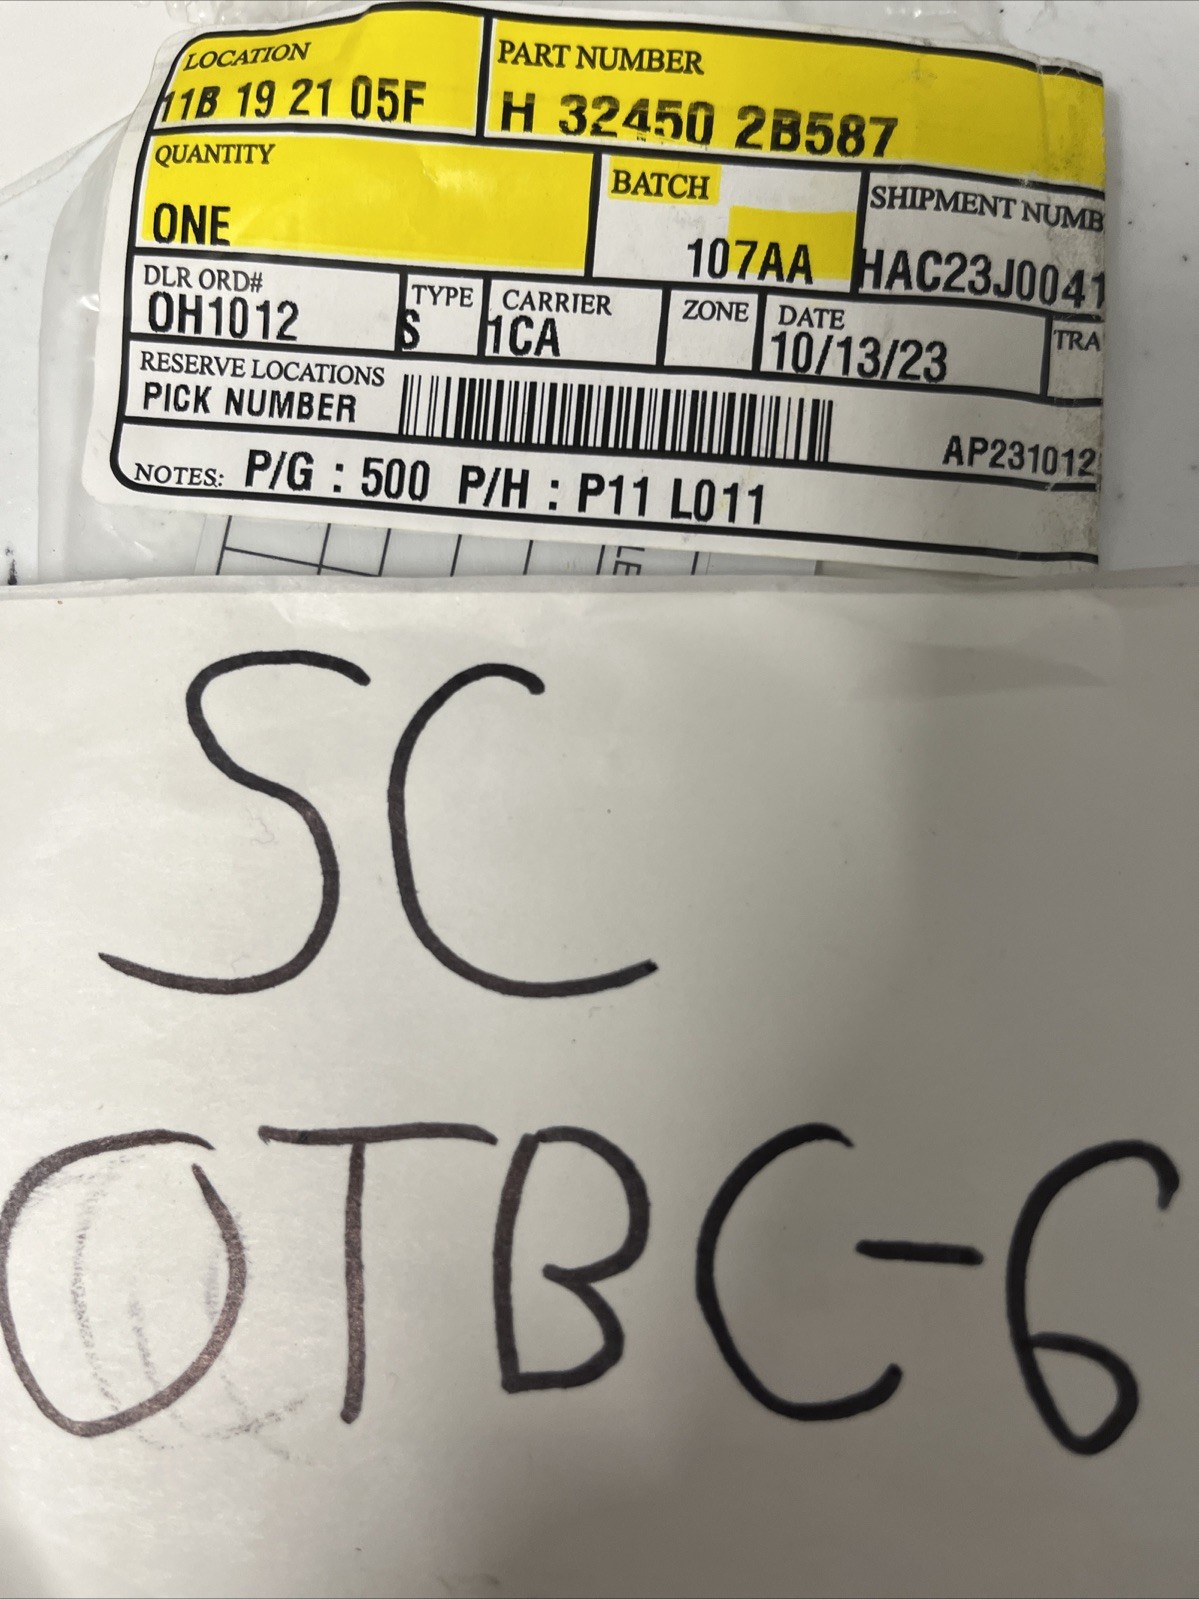 LOCATION
11B 19 21 05F
PART NUMBER
H 32450 2B587
QUANTITY
ONE
BATCH
107AA
SHIPMENT NUMB
HAC23J0041
DLR ORD#
OH1012
TYPE
S
CARRIER
1CA
ZONE
DATE
10/13/23
TRA
RESERVE LOCATIONS
PICK NUMBER
AP231012
NOTES: P/G : 500 P/H : P11 L011
SC
OTBC-6